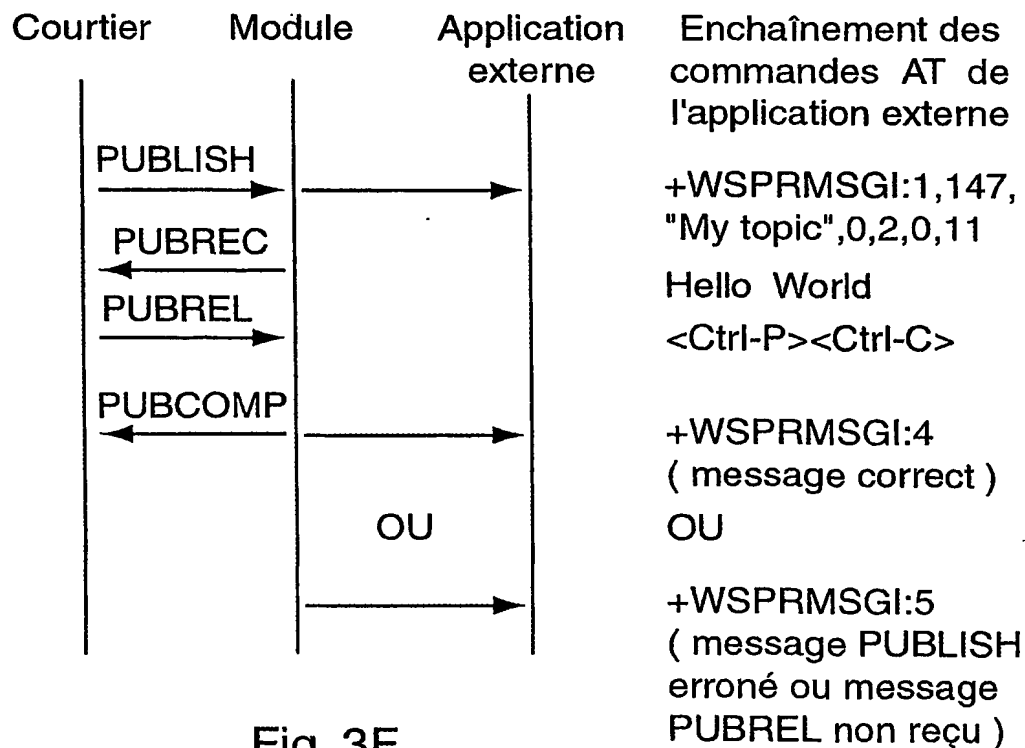 Courtier
Module
Application
externe
Enchaînement des
commandes AT de
l'application externe
PUBLISH
+WSPRMSGI:1,147,
"My topic",0,2,0,11
PUBREC
Hello World
PUBREL
<Ctrl-P><Ctrl-C>
PUBCOMP
+WSPRMSGI:4
( message correct )
OU
OU
+WSPRMSGI:5
( message PUBLISH
erroné ou message
PUBREL non reçu )